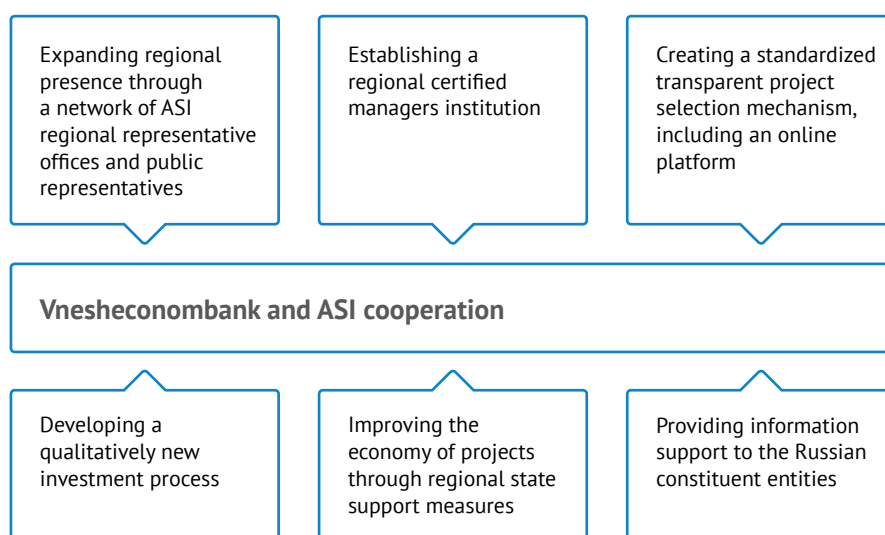 Expanding regional
presence through
a network of ASI
regional representative
offices and public
representatives
Establishing a
regional certified
managers institution
Creating a standardized
transparent project
selection mechanism,
including an online
platform
Vnesheconombank and ASI cooperation
Developing a
qualitatively new
investment process
Improving the
economy of projects
through regional state
support measures
Providing information
support to the Russian
constituent entities